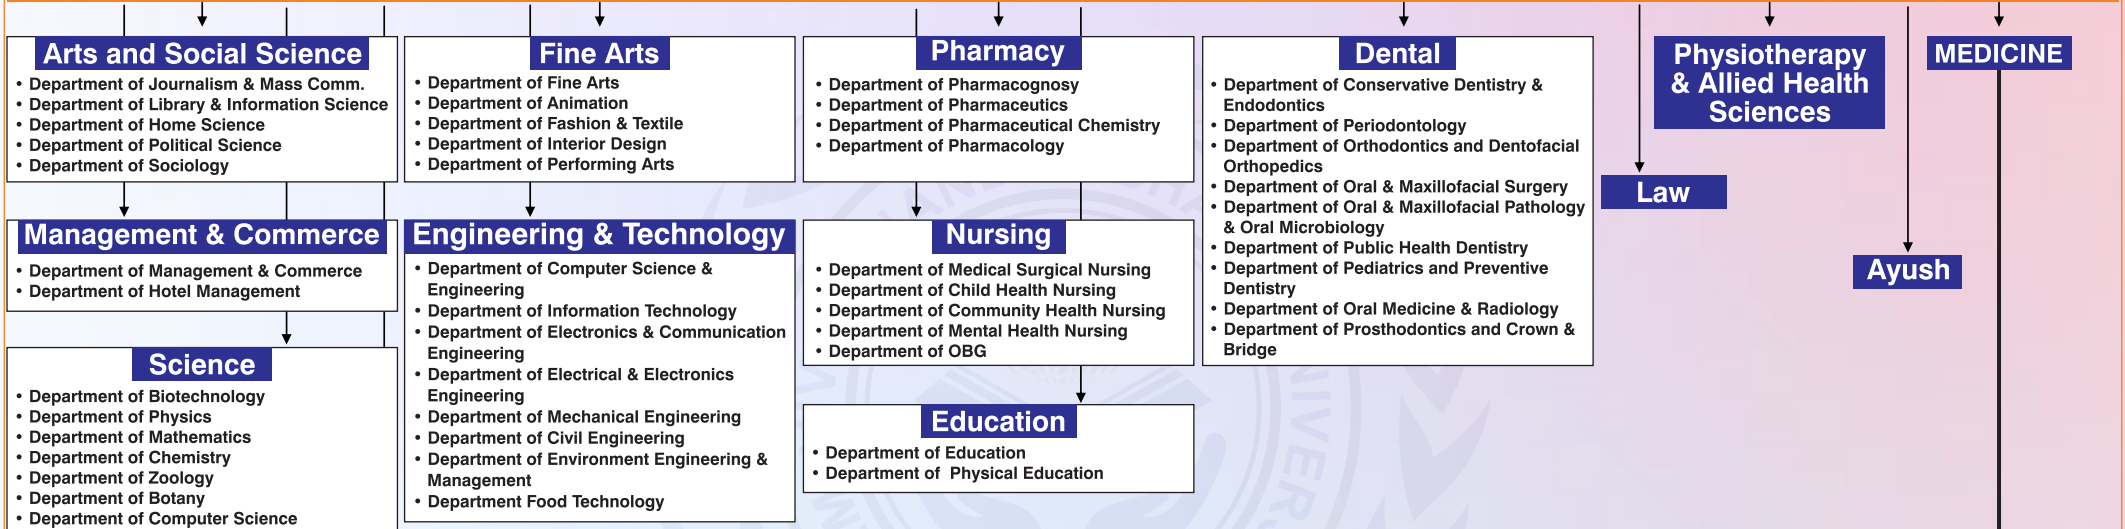 Arts and Social Science
• Department of Journalism & Mass Comm.
• Department of Library & Information Science
• Department of Home Science
• Department of Political Science
• Department of Sociology
Management & Commerce
• Department of Management & Commerce
• Department of Hotel Management
Science
• Department of Biotechnology
• Department of Physics
• Department of Mathematics
• Department of Chemistry
• Department of Zoology
• Department of Botany
• Department of Computer Science
Fine Arts
• Department of Fine Arts
• Department of Animation
• Department of Fashion & Textile
• Department of Interior Design
• Department of Performing Arts
Engineering & Technology
• Department of Computer Science &
Engineering
• Department of Information Technology
• Department of Electronics & Communication
Engineering
• Department of Electrical & Electronics
Engineering
• Department of Mechanical Engineering
• Department of Civil Engineering
• Department of Environment Engineering &
Management
• Department Food Technology
Pharmacy
• Department of Pharmacognosy
• Department of Pharmaceutics
• Department of Pharmaceutical Chemistry
• Department of Pharmacology
Nursing
• Department of Medical Surgical Nursing
• Department of Child Health Nursing
• Department of Community Health Nursing
• Department of Mental Health Nursing
• Department of OBG
Education
• Department of Education
• Department of  Physical Education
Dental
• Department of Conservative Dentistry &
Endodontics
• Department of Periodontology
• Department of Orthodontics and Dentofacial
Orthopedics
• Department of Oral & Maxillofacial Surgery
• Department of Oral & Maxillofacial Pathology
& Oral Microbiology
• Department of Public Health Dentistry
• Department of Pediatrics and Preventive
Dentistry
• Department of Oral Medicine & Radiology
• Department of Prosthodontics and Crown &
Bridge
Law
Physiotherapy
& Allied Health
Sciences
Ayush
MEDICINE